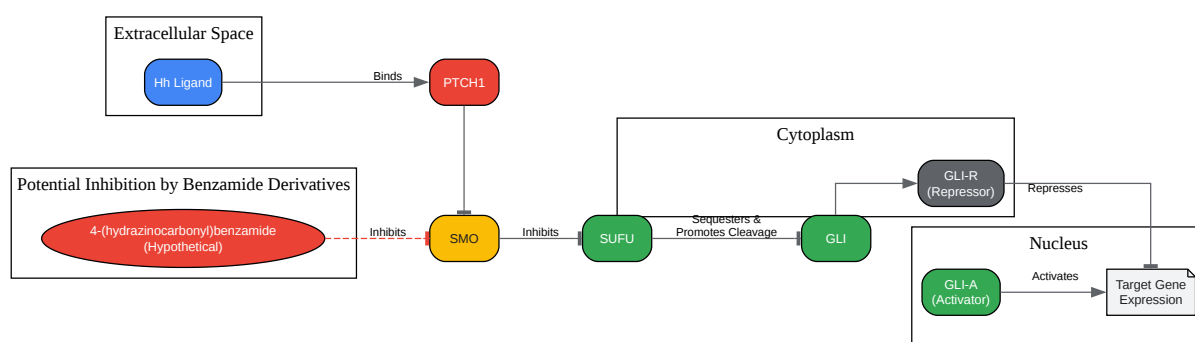 Extracellular Space
Hh Ligand
Binds
PTCH1
Potential Inhibition by Benzamide Derivatives
4-(hydrazinocarbonyl)benzamide
(Hypothetical)
Inhibits
SMO
Inhibits
SUFU
Sequesters &
Promotes Cleavage
GLI
Cytoplasm
GLI-R
(Repressor)
Represses
Nucleus
GLI-A
(Activator)
Activates
Target Gene
Expression